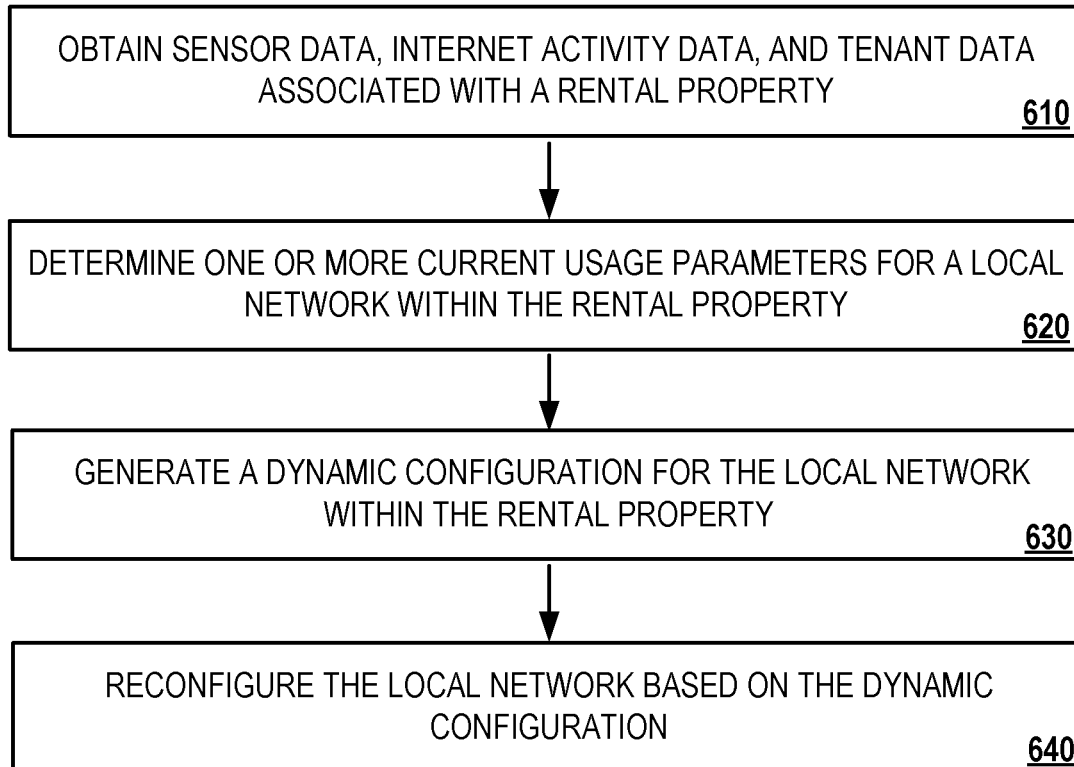 OBTAIN SENSOR DATA, INTERNET ACTIVITY DATA, AND TENANT DATA
ASSOCIATED WITH A RENTAL PROPERTY
610
DETERMINE ONE OR MORE CURRENT USAGE PARAMETERS FOR A LOCAL
NETWORK WITHIN THE RENTAL PROPERTY
620
GENERATE A DYNAMIC CONFIGURATION FOR THE LOCAL NETWORK
WITHIN THE RENTAL PROPERTY
630
RECONFIGURE THE LOCAL NETWORK BASED ON THE DYNAMIC
CONFIGURATION
640